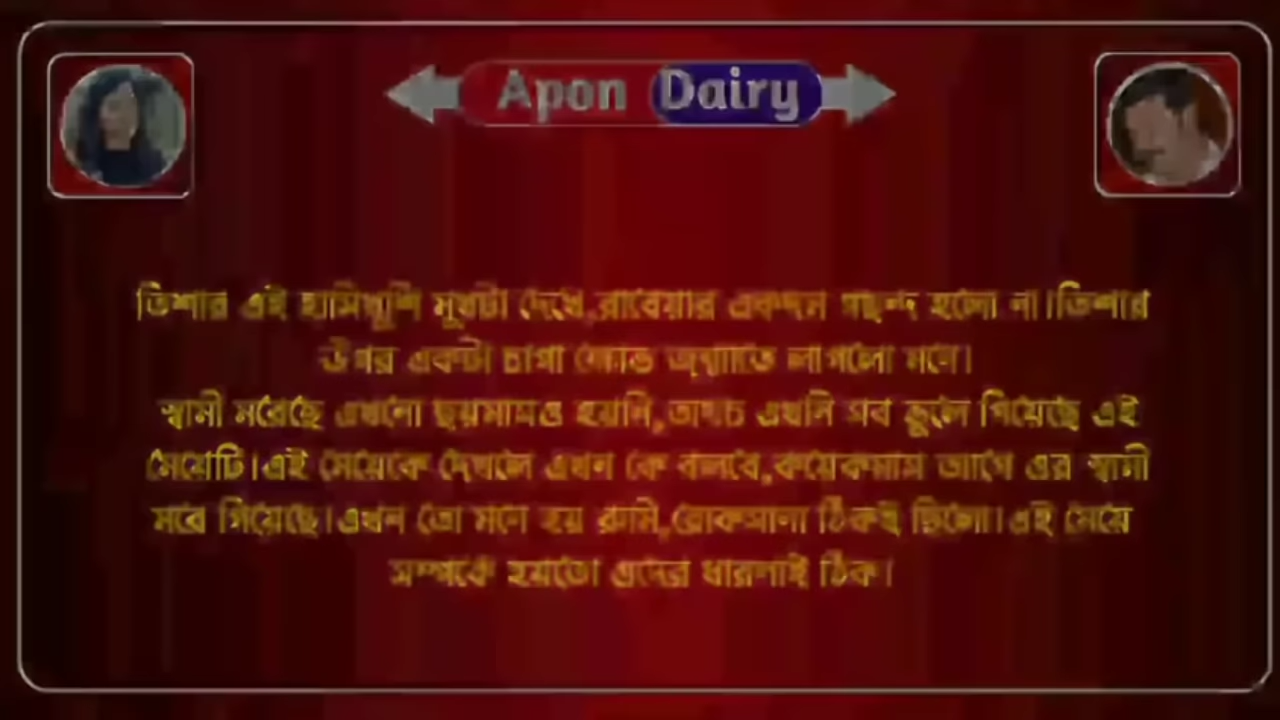 Apon Dairy
তিশার এই হাসিখুশি মুখটা দেখে,রাবেয়ার একদম পছন্দ হলো না।তিশার
উপর একটা চাপা ক্ষোভ জন্মাতে লাগলো মনে।
স্বামী মরেছে এখনো ছয়মাসও হয়নি,অথচ এখনি সব ভুলে গিয়েছে এই
মেয়েটি।এই মেয়েকে দেখলে এখন কে বলবে,কয়েকমাস আগে এর স্বামী
মরে গিয়েছে।এখন তো মনে হয় রুমি,রোকসানা ঠিকই ছিলো।এই মেয়ে
সম্পর্কে হয়তো ওদের ধারণাই ঠিক।